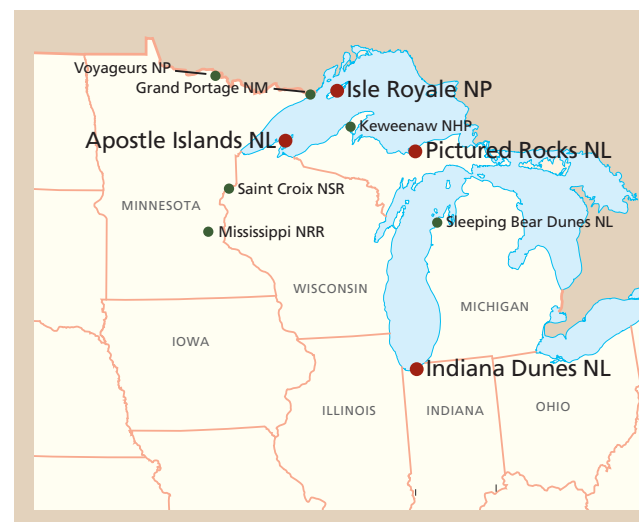 Voyageurs NP
Grand Portage NM
Isle Royale NP
Keweenaw NHP
Apostle Islands NL
Pictured Rocks NL
Saint Croix NSR
MINNESOTA
Sleeping Bear Dunes NL
Mississippi NRR
WISCONSIN
MICHIGAN
IOWA
Indiana Dunes NL
ILLINOIS
INDIANA
OHIO